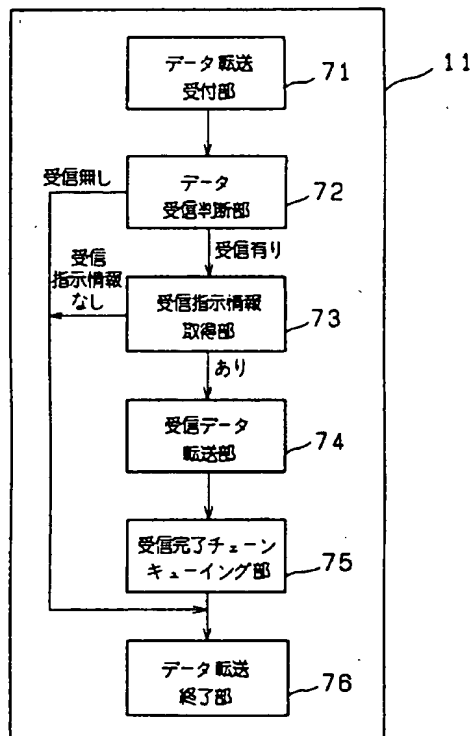 11
データ転送
受付部
71
受信無し
データ
受信判断部
72
受信有り
受信
指示情報
なし
受信指示情報
取得部
73
あり
受信データ
転送部
74
受信完了チェーン
キューイング部
75
データ転送
終了部
76